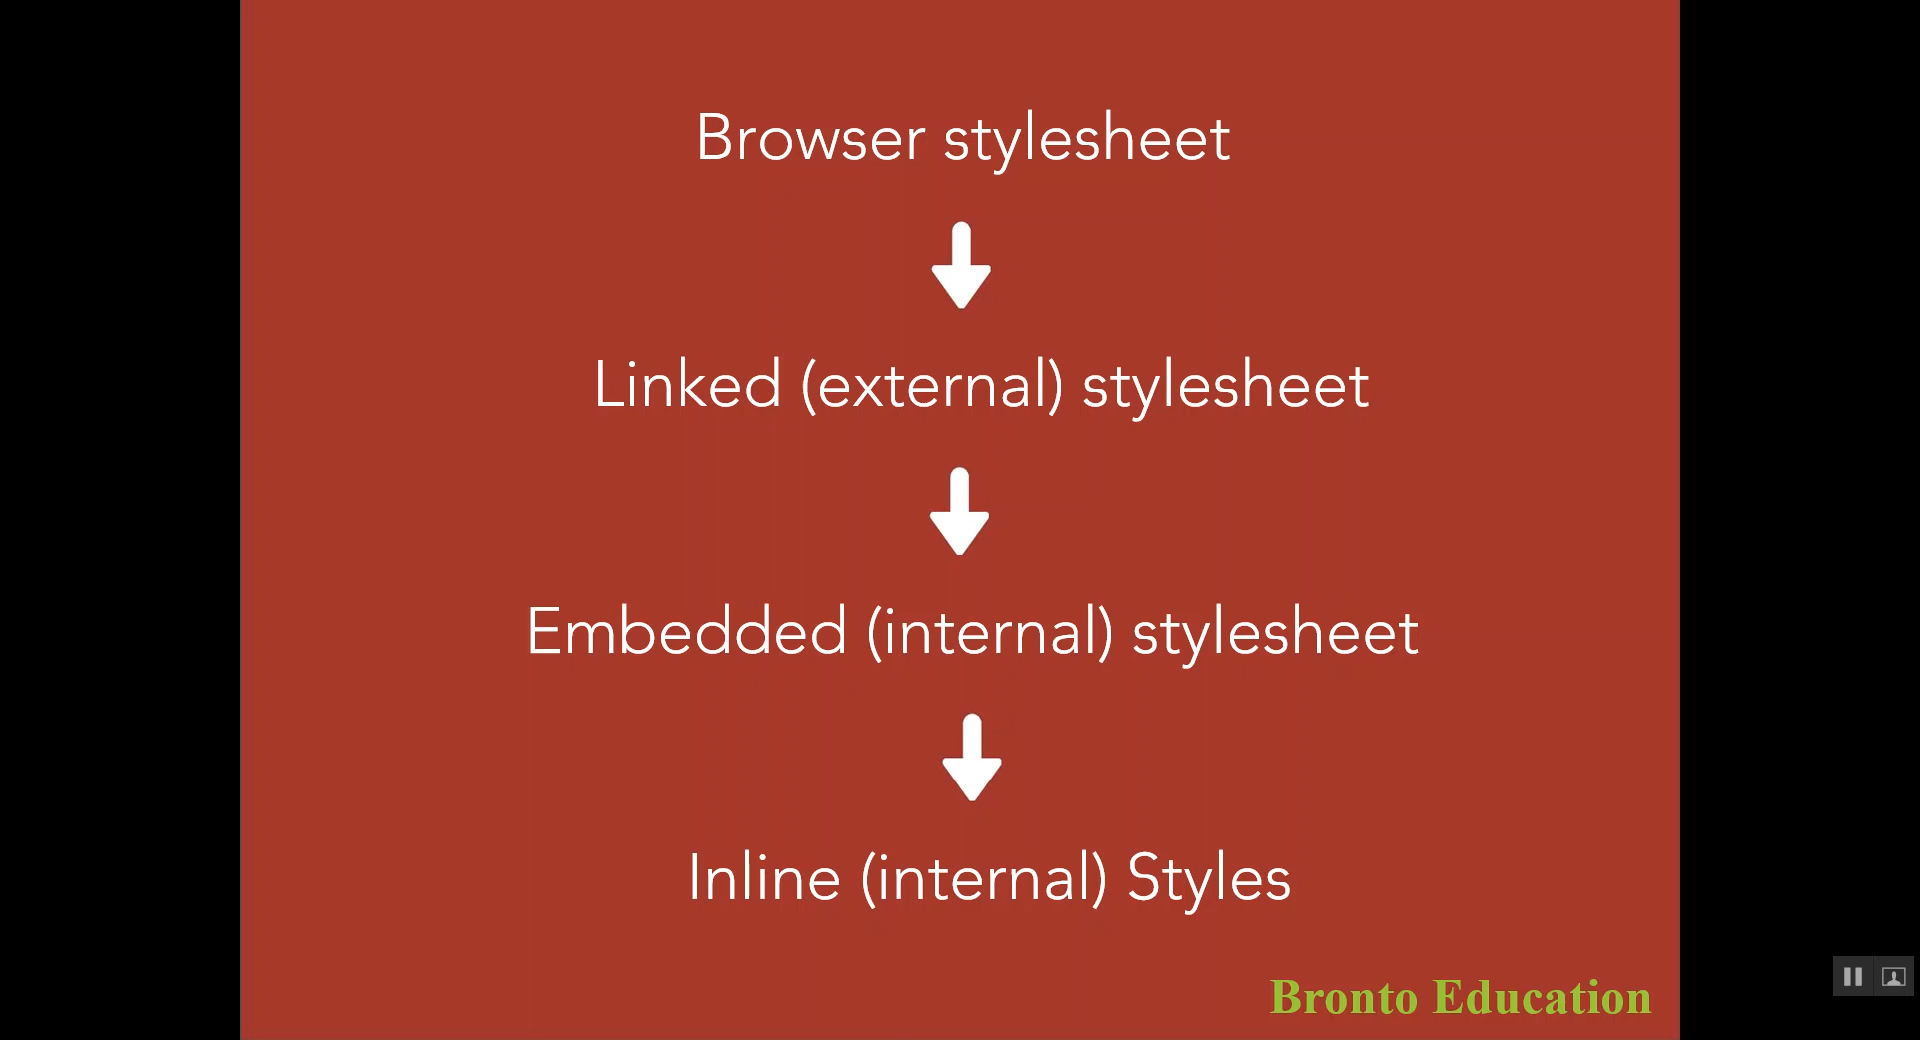 Browser stylesheet
Linked (external) stylesheet
Embedded (internal) stylesheet
Inline (internal) Styles
Bronto Education